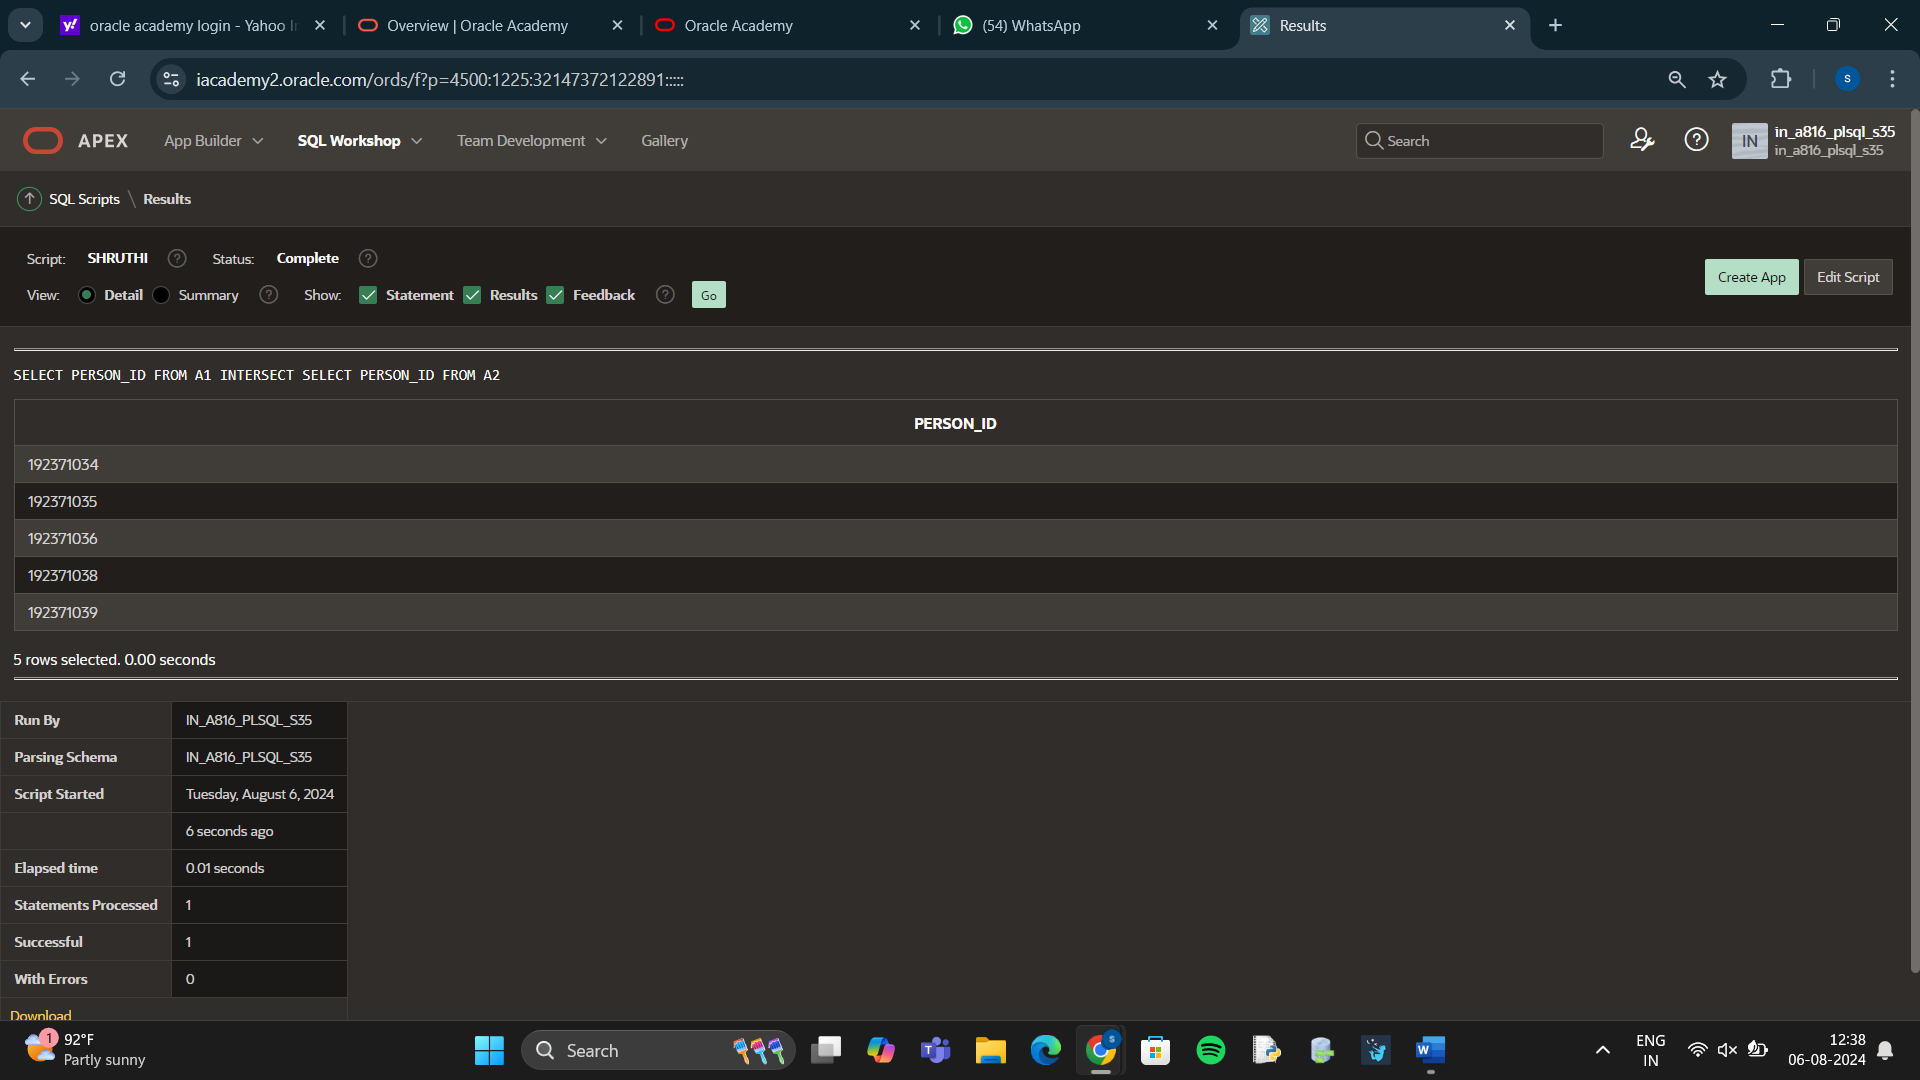 oracle academy login - Yahoo I
Overview | Oracle Academy
Oracle Academy
(54) WhatsApp
Results
iacademy2.oracle.com/ords/f?p=4500:1225:32147372122891:::::
S
APEX
App Builder
SQL Workshop
Team Development
Gallery
Search
IN
in_a816_plsql_s35
in_a816_plsql_s35
SQL Scripts \ Results
Script: SHRUTHI Status: Complete
View: Detail Summary Show: Statement Results Feedback Go
Create App
Edit Script
SELECT PERSON_ID FROM A1 INTERSECT SELECT PERSON_ID FROM A2
PERSON_ID
192371034
192371035
192371036
192371038
192371039
5 rows selected. 0.00 seconds
Run By IN_A816_PLSQL_S35
Parsing Schema IN_A816_PLSQL_S35
Script Started Tuesday, August 6, 2024
6 seconds ago
Elapsed time 0.01 seconds
Statements Processed 1
Successful 1
With Errors 0
Download
1
92°F
Partly sunny
Search
ENG
IN
12:38
06-08-2024